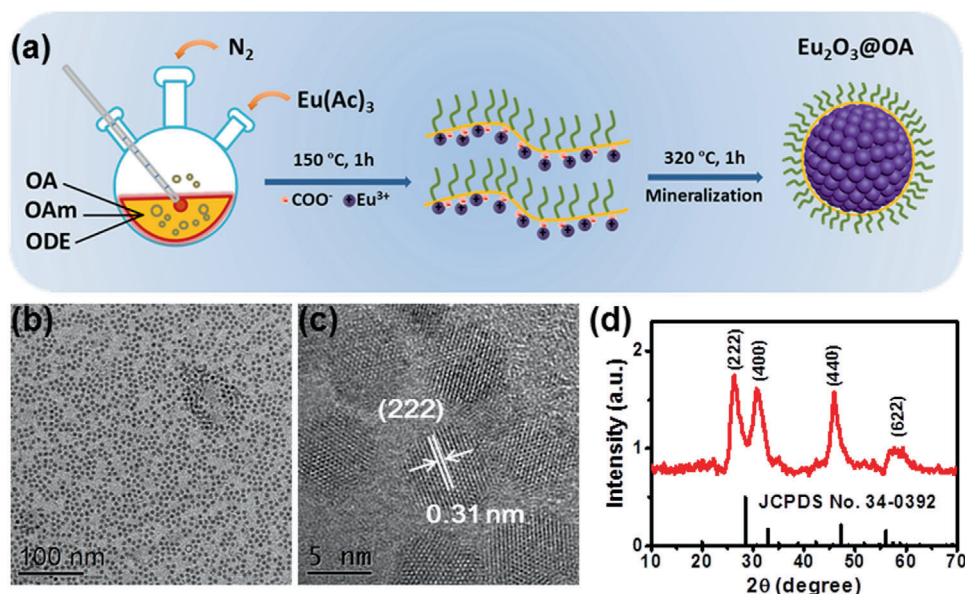 (a)
N₂
Eu(Ac)₃
OA
OAm
ODE
150 ºC, 1h
COO⁻ Eu³⁺
+ + + + + + + + +
+ + + + + + + +
320 ºC, 1h
Mineralization
Eu₂O₃@OA
(b)
100 nm
(c)
(222)
0.31 nm
5 nm
(d)
Intensity (a.u.)
2
1
0
(222)
(400)
(440)
(622)
JCPDS No. 34-0392
10 20 30 40 50 60 70
2θ (degree)